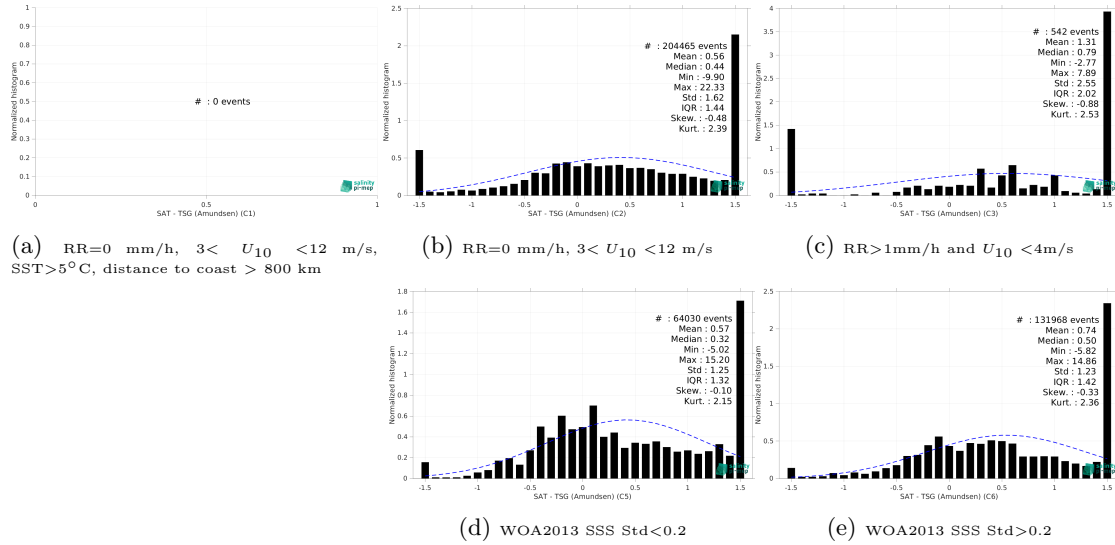 1
0.9
0.8
0.7
0.6
0.5
0.4
0.3
0.2
0.1
0
Normalized histogram
# : 0 events
salinity
pi-mep
0 0.5 1
SAT - TSG (Amundsen) (C1)
(a) RR=0 mm/h, 3< U10 <12 m/s,
SST>5°C, distance to coast > 800 km
2.5
2
1.5
1
0.5
0
Normalized histogram
# : 204465 events
Mean : 0.56
Median : 0.44
Min : -9.90
Max : 22.33
Std : 1.62
IQR : 1.44
Skew. : -0.48
Kurt. : 2.39
salinity
pi-mep
-1.5 -1 -0.5 0 0.5 1 1.5
SAT - TSG (Amundsen) (C2)
(b) RR=0 mm/h, 3< U10 <12 m/s
4
3.5
3
2.5
2
1.5
1
0.5
0
Normalized histogram
# : 542 events
Mean : 1.31
Median : 0.79
Min : -2.77
Max : 7.89
Std : 2.55
IQR : 2.02
Skew. : -0.88
Kurt. : 2.53
salinity
pi-mep
-1.5 -1 -0.5 0 0.5 1 1.5
SAT - TSG (Amundsen) (C3)
(c) RR>1mm/h and U10 <4m/s
1.8
1.6
1.4
1.2
1
0.8
0.6
0.4
0.2
0
Normalized histogram
# : 64030 events
Mean : 0.57
Median : 0.32
Min : -5.02
Max : 15.20
Std : 1.25
IQR : 1.32
Skew. : -0.10
Kurt. : 2.15
salinity
pi-mep
-1.5 -1 -0.5 0 0.5 1 1.5
SAT - TSG (Amundsen) (C5)
(d) WOA2013 SSS Std<0.2
2.5
2
1.5
1
0.5
0
Normalized histogram
# : 131968 events
Mean : 0.74
Median : 0.50
Min : -5.82
Max : 14.86
Std : 1.23
IQR : 1.42
Skew. : -0.33
Kurt. : 2.36
salinity
pi-mep
-1.5 -1 -0.5 0 0.5 1 1.5
SAT - TSG (Amundsen) (C6)
(e) WOA2013 SSS Std>0.2